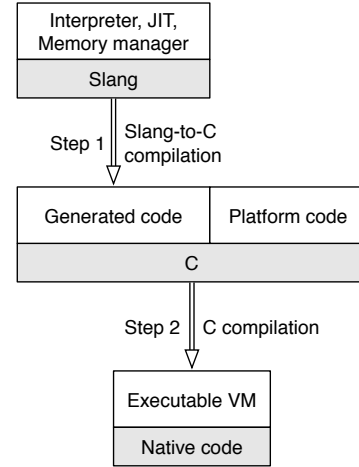 Interpreter, JIT,
Memory manager
Slang
Step 1
Slang-to-C
compilation
Generated code
Platform code
C
Step 2
C compilation
Executable VM
Native code